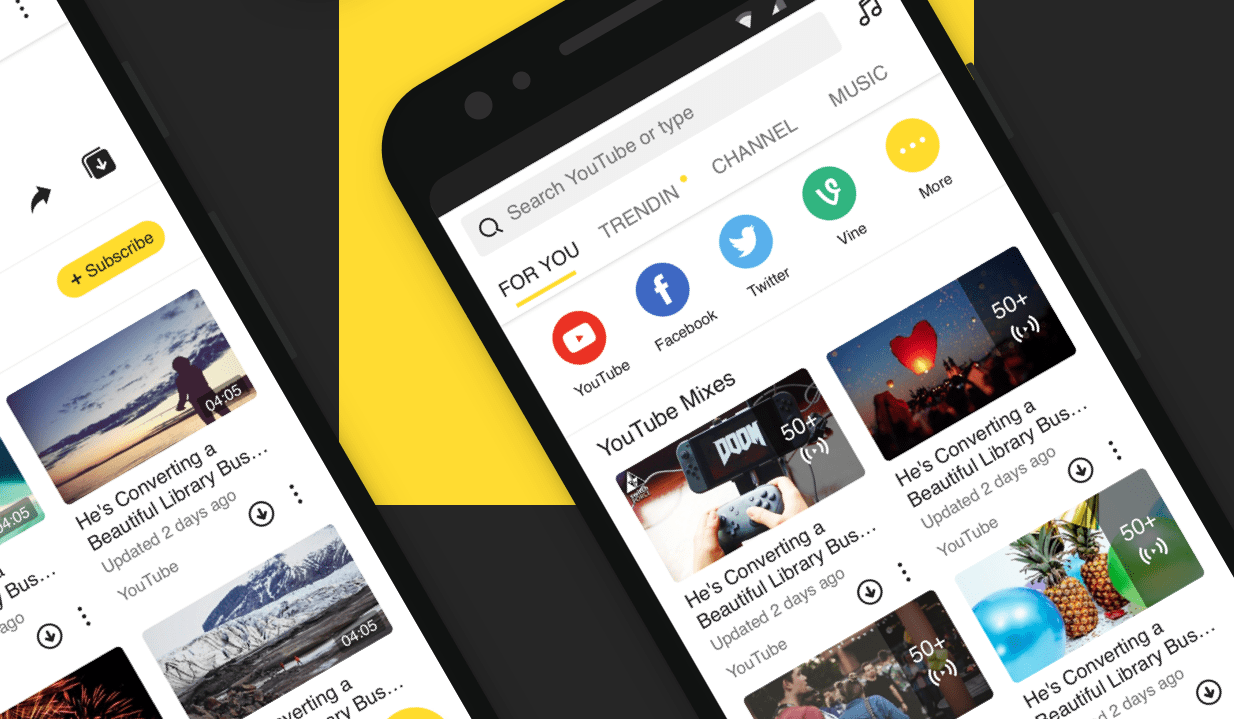 + Subscribe
04:05
He's Converting a
Beautiful Library Bus...
Updated 2 days ago
YouTube
04:05
Bus...
ago
04:05
Converting a
Library Bus...
Search YouTube or type
FOR YOU
TRENDIN
CHANNEL
MUSIC
YouTube
Facebook
Twitter
Vine
More
YouTube Mixes
DOOM
50+
He's Converting a
Beautiful Library Bus...
Updated 2 days ago
YouTube
50+
He's Converting a
Beautiful Library Bus...
Updated 2 days ago
YouTube
50+
50+
He's Converting a
Beautiful Library Bus...
2 days ago